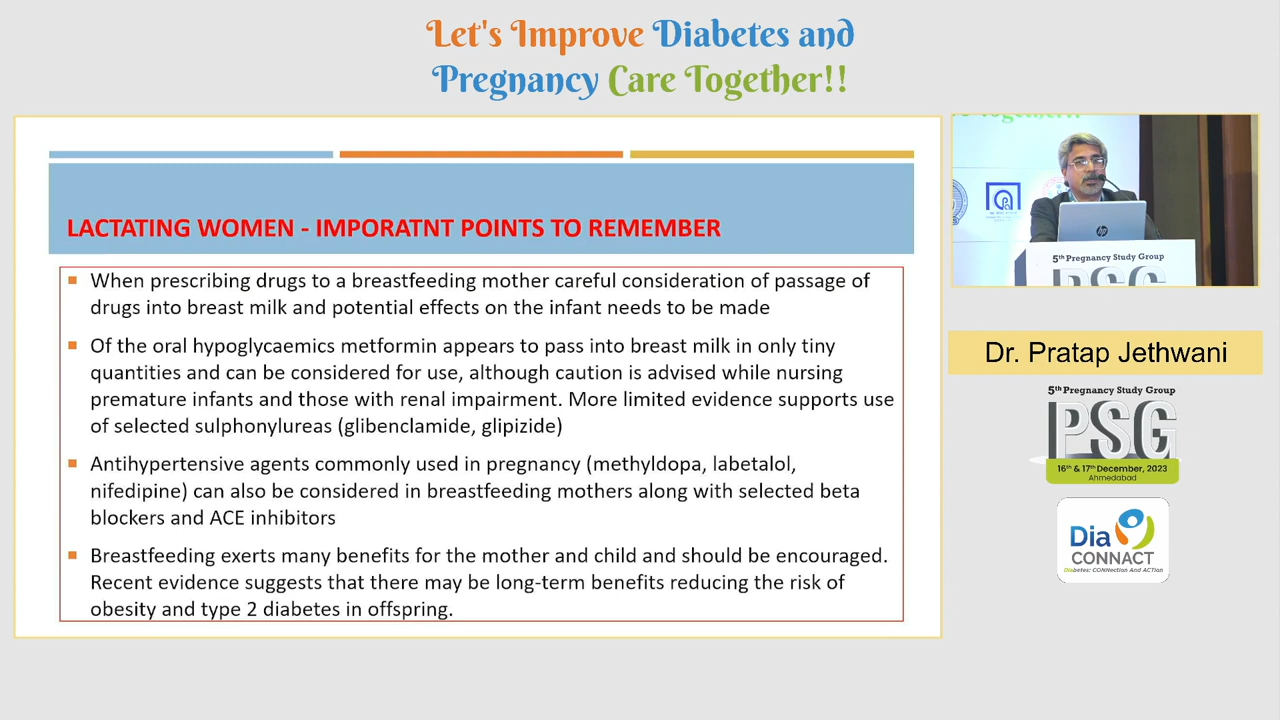 Let's Improve Diabetes and
Pregnancy Care Together!!
LACTATING WOMEN - IMPORATNT POINTS TO REMEMBER
When prescribing drugs to a breastfeeding mother careful consideration of passage of
drugs into breast milk and potential effects on the infant needs to be made
Of the oral hypoglycaemics metformin appears to pass into breast milk in only tiny
quantities and can be considered for use, although caution is advised while nursing
premature infants and those with renal impairment. More limited evidence supports use
of selected sulphonylureas (glibenclamide, glipizide)
Antihypertensive agents commonly used in pregnancy (methyldopa, labetalol,
nifedipine) can also be considered in breastfeeding mothers along with selected beta
blockers and ACE inhibitors
Breastfeeding exerts many benefits for the mother and child and should be encouraged.
Recent evidence suggests that there may be long-term benefits reducing the risk of
obesity and type 2 diabetes in offspring.
Together!!
hp
5th Pregnancy Study Group
PSG
Dr. Pratap Jethwani
5th Pregnancy Study Group
PSG
16th & 17th December, 2023
Ahmedabad
Dia
CONNACT
Diabetes: CONNection And ACTion